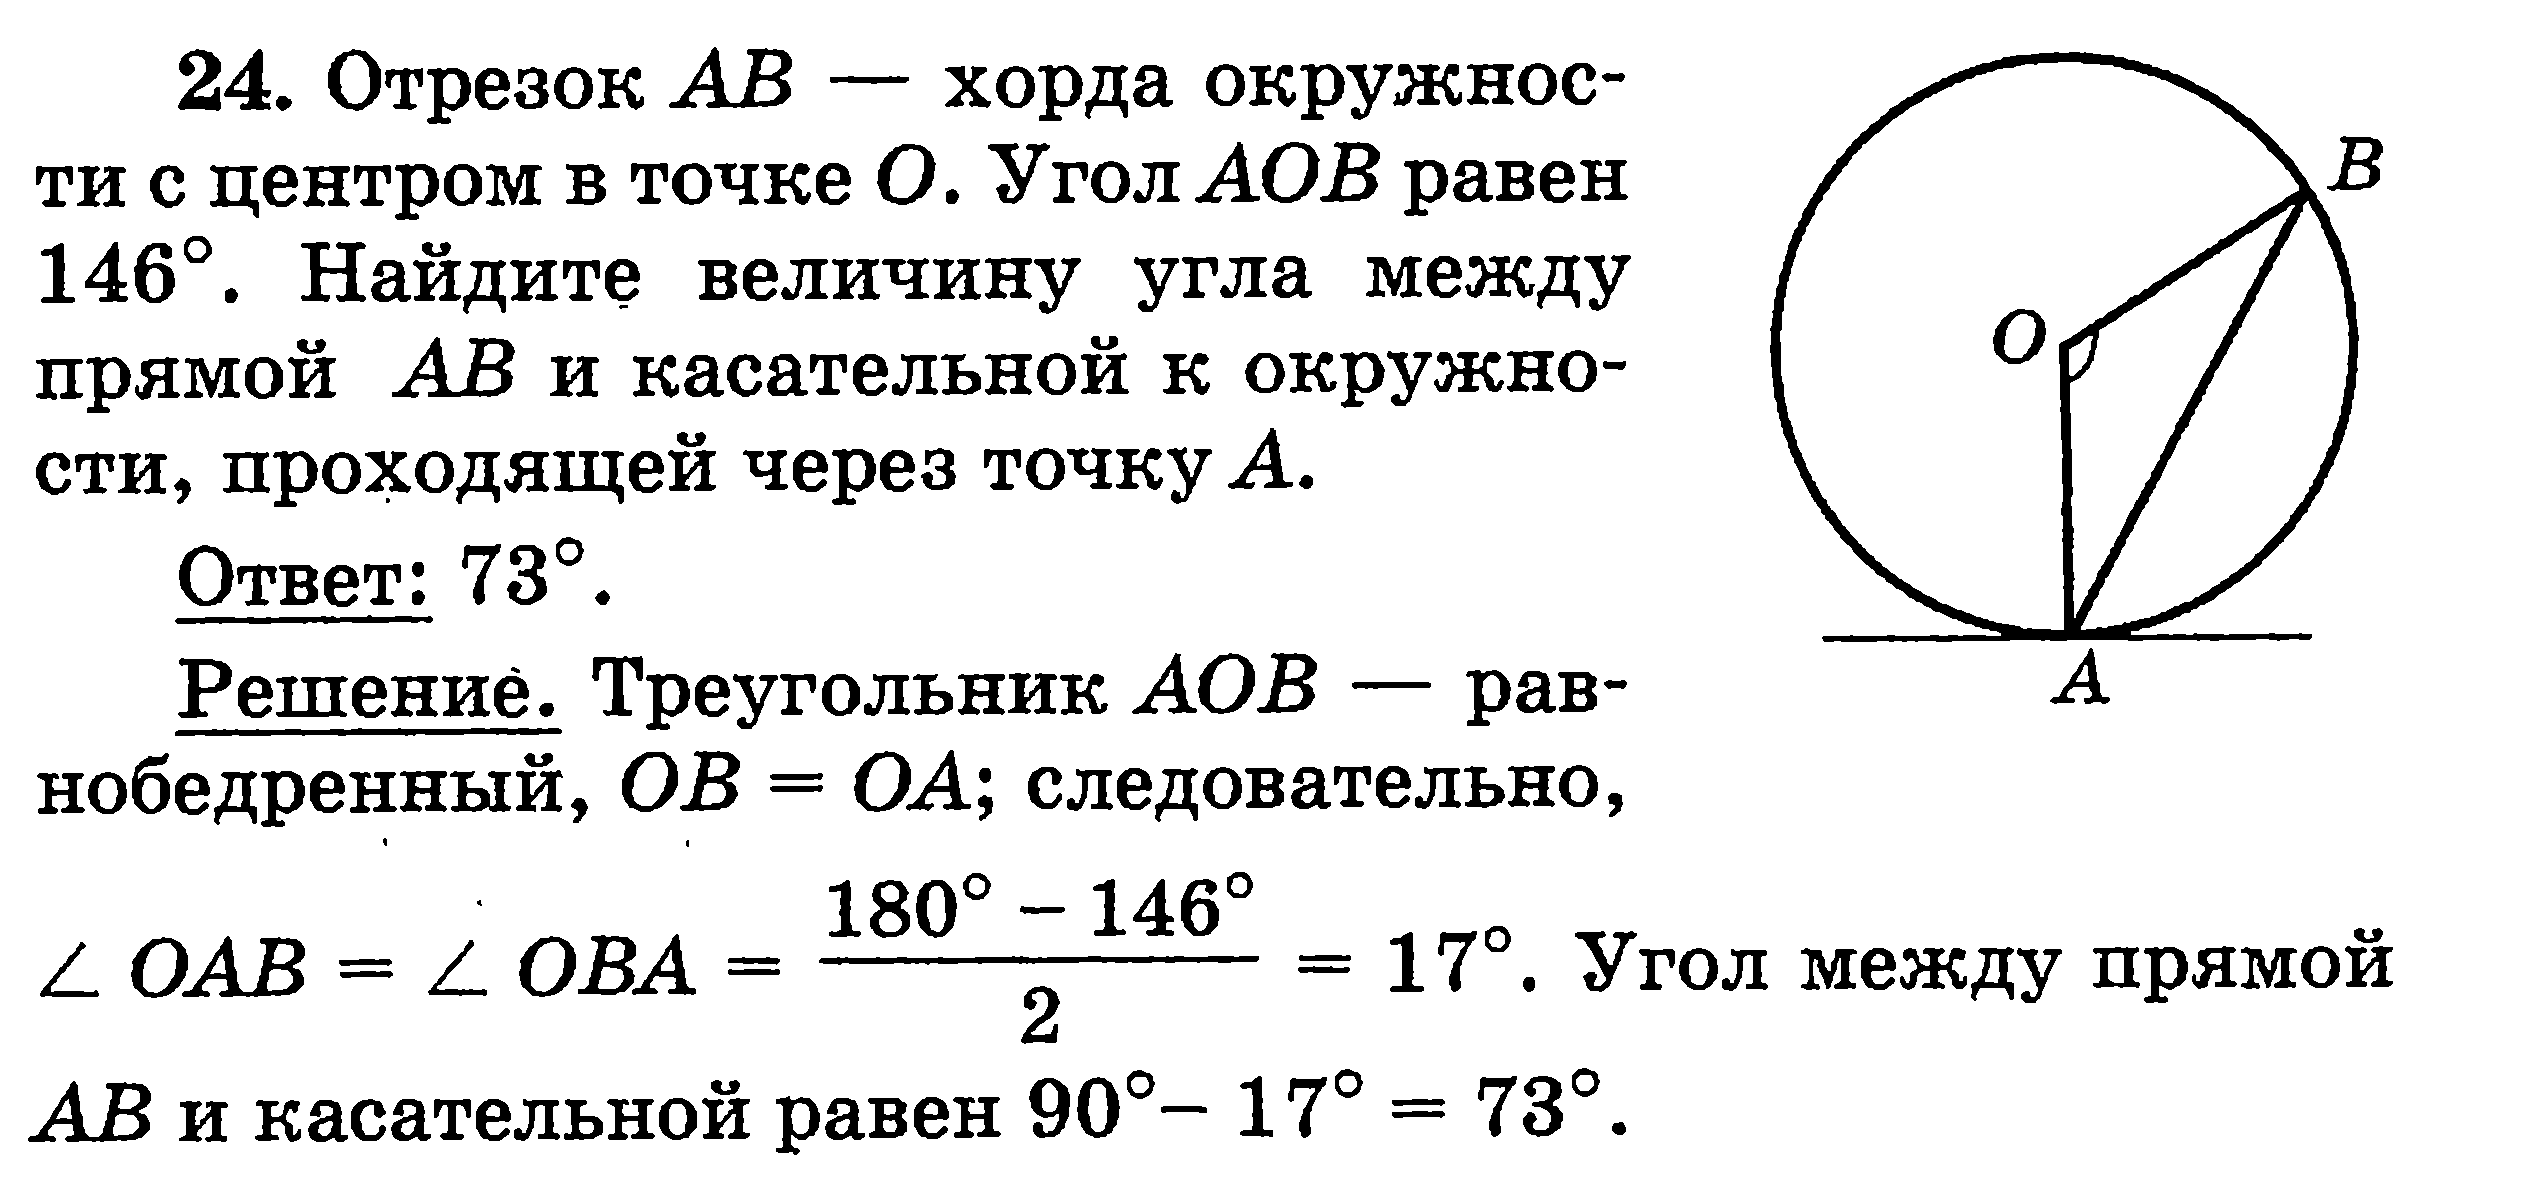 24. Отрезок AB — хорда окружнос-
ти с центром в точке O. Угол AOB равен
146°. Найдите величину угла между
прямой AB и касательной к окружно-
сти, проходящей через точку A.
Ответ: 73°.
Решение. Треугольник AOB — рав-
нобедренный, OB = OA; следовательно,
∠ OAB = ∠ OBA = (180° – 146°)/2 = 17°. Угол между прямой
AB и касательной равен 90°– 17° = 73°.
B
O
A